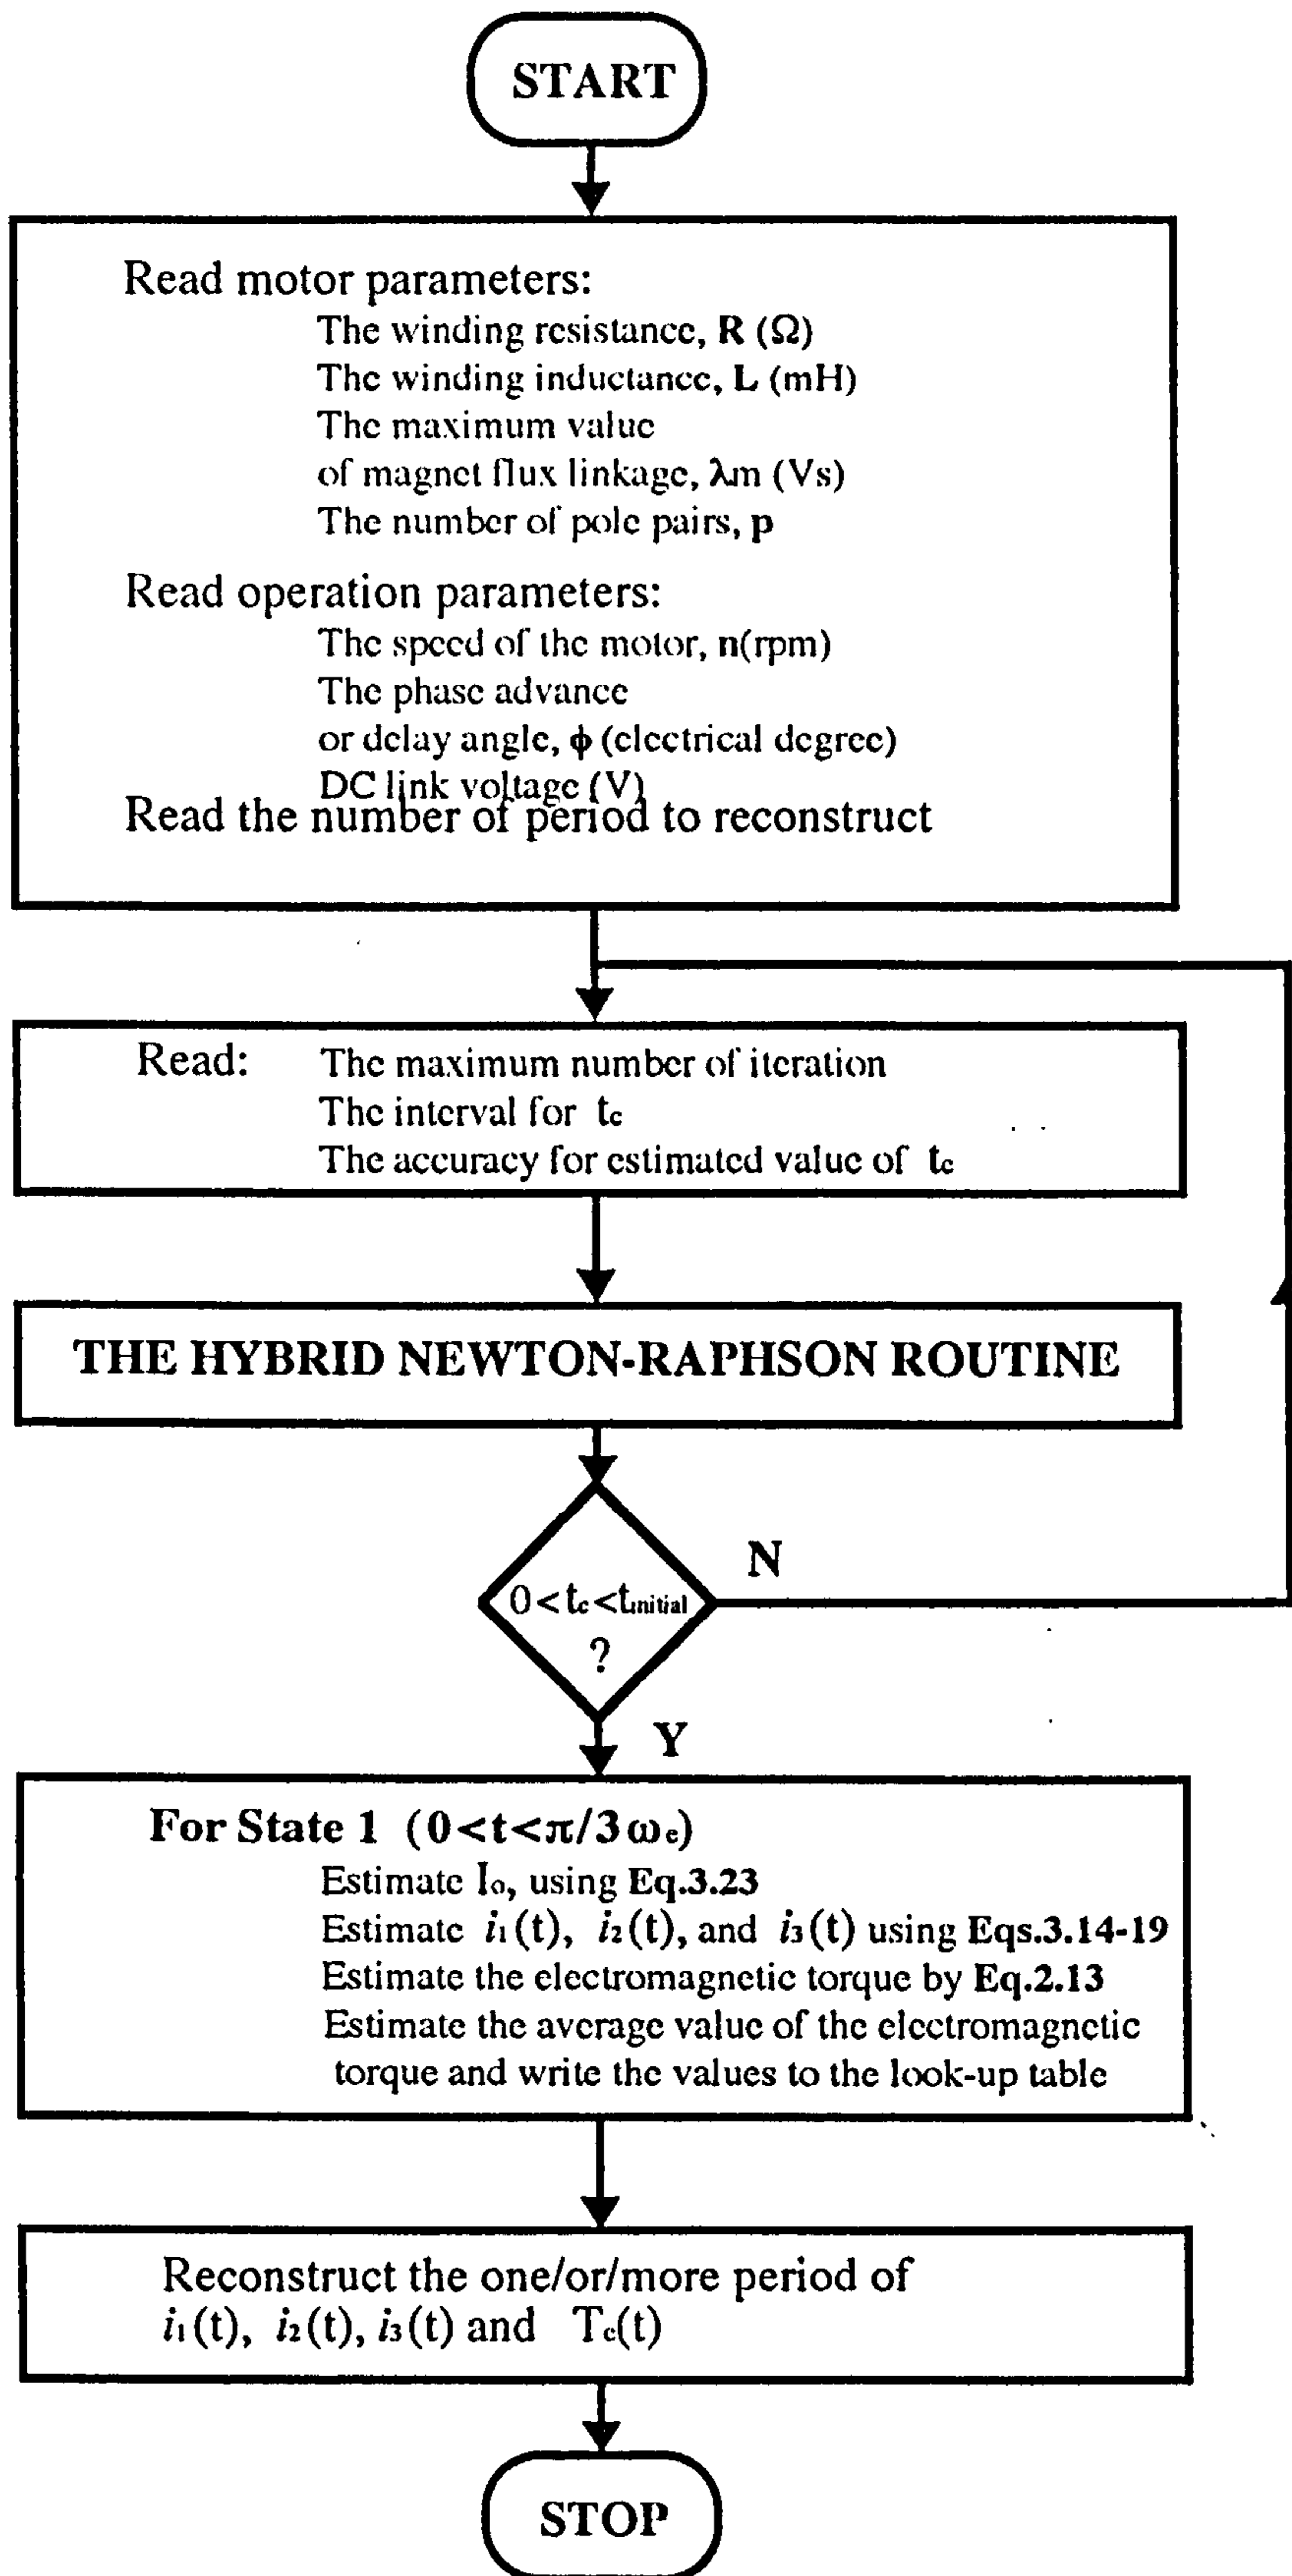 START
Read motor parameters:
The winding resistance, R (Ω)
The winding inductance, L (mH)
The maximum value
of magnet flux linkage, λm (Vs)
The number of pole pairs, p
Read operation parameters:
The speed of the motor, n(rpm)
The phase advance
or delay angle, ϕ (electrical degree)
DC link voltage (V)
Read the number of period to reconstruct
Read: The maximum number of iteration
The interval for tc
The accuracy for estimated value of tc
THE HYBRID NEWTON-RAPHSON ROUTINE
N
0<tc<tinitial
?
Y
For State 1 (0<t<π/3ωe)
Estimate Io, using Eq.3.23
Estimate i1(t), i2(t), and i3(t) using Eqs.3.14-19
Estimate the electromagnetic torque by Eq.2.13
Estimate the average value of the electromagnetic
torque and write the values to the look-up table
Reconstruct the one/or/more period of
i1(t), i2(t), i3(t) and Te(t)
STOP